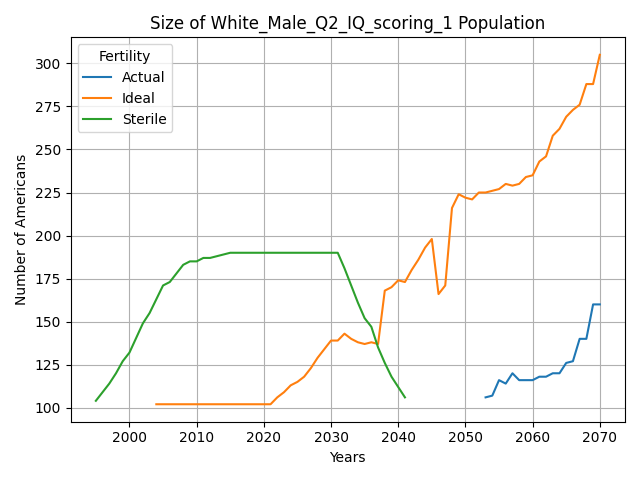 Size of White_Male_Q2_IQ_scoring_1 Population
Fertility
Actual
Ideal
Sterile
Number of Americans
300
275
250
225
200
175
150
125
100
2000
2010
2020
2030
2040
2050
2060
2070
Years